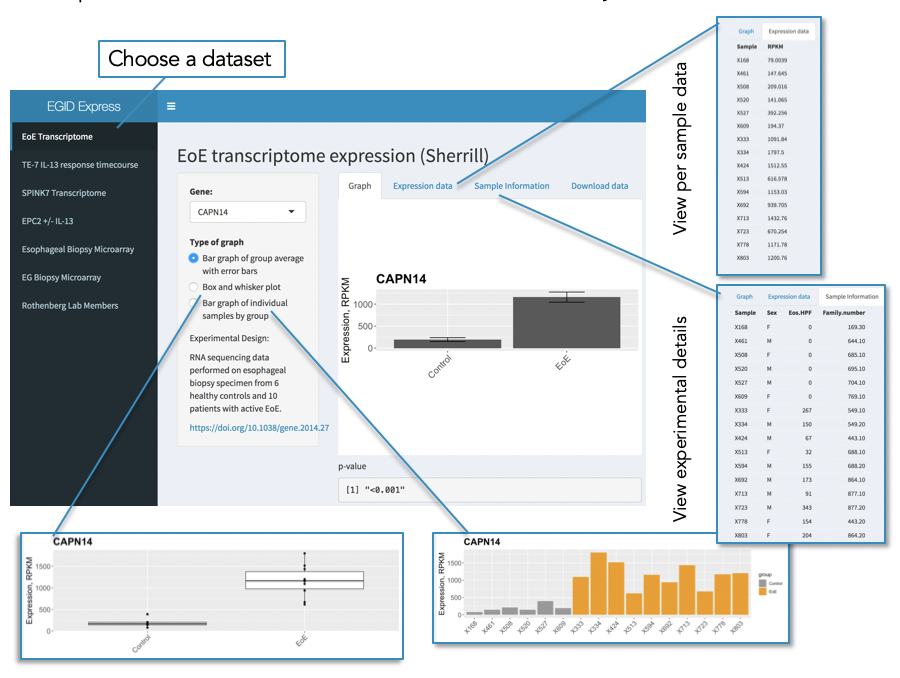 Choose a dataset
EGID Express
EoE Transcriptome
TE-7 IL-13 response timecourse
SPINK7 Transcriptome
EPC2 +/- IL-13
Esophageal Biopsy Microarray
EG Biopsy Microarray
Rothenberg Lab Members
EoE transcriptome expression (Sherrill)
Gene:
CAPN14
Type of graph
Bar graph of group average
with error bars
Box and whisker plot
Bar graph of individual
samples by group
Experimental Design:
RNA sequencing data
performed on esophageal
biopsy specimen from 6
healthy controls and 10
patients with active EoE.
https://doi.org/10.1038/gene.2014.27
Graph Expression data Sample Information Download data
CAPN14
Expression, RPKM
1000
500
0
Control EoE
p-value
[1] "<0.001"
View per sample data
Graph Expression data
Sample RPKM
X168 79.0039
X461 147.645
X508 209.016
X520 141.065
X527 392.256
X609 194.37
X333 1091.84
X334 1797.5
X424 1512.55
X513 616.578
X594 1153.03
X692 939.705
X713 1432.76
X723 670.254
X778 1171.78
X803 1200.76
View experimental details
Graph Expression data Sample Information
Sample Sex Eos.HPF Family.number
X168 F 0 169.30
X461 M 0 644.10
X508 F 0 685.10
X520 M 0 695.10
X527 M 0 704.10
X609 F 0 769.10
X333 F 267 549.10
X334 M 150 549.20
X424 M 67 443.10
X513 F 32 688.10
X594 M 155 688.20
X692 M 173 864.10
X713 M 91 877.10
X723 M 343 877.20
X778 F 154 443.20
X803 F 204 864.20
CAPN14
Expression, RPKM
1500
1000
500
0
Control EoE
CAPN14
Expression, RPKM
1500
1000
500
0
X168 X461 X508 X520 X527 X609 X333 X334 X424 X513 X594 X692 X713 X723 X778 X803
group
Control
EoE